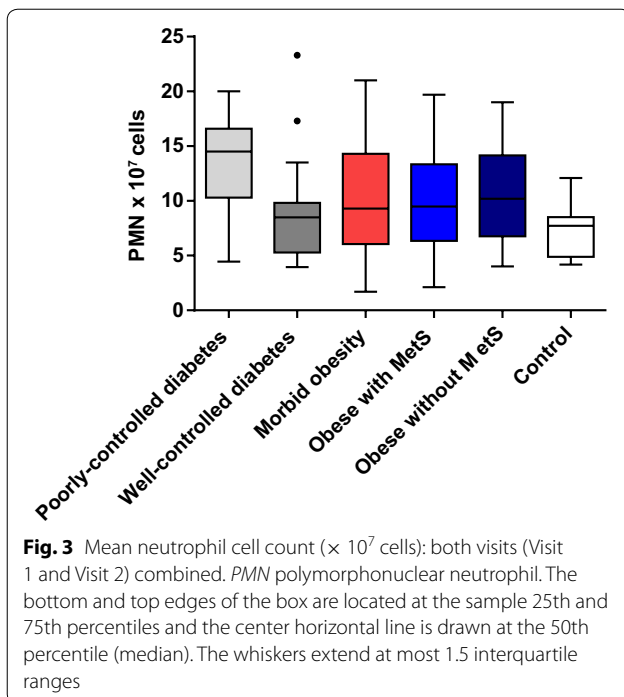 25
20
15
10
5
0
PMN x 10⁷ cells
Poorly-controlled diabetes
Well-controlled diabetes
Morbid obesity
Obese with MetS
Obese without M etS
Control
Fig. 3 Mean neutrophil cell count (× 10⁷ cells): both visits (Visit
1 and Visit 2) combined. PMN polymorphonuclear neutrophil. The
bottom and top edges of the box are located at the sample 25th and
75th percentiles and the center horizontal line is drawn at the 50th
percentile (median). The whiskers extend at most 1.5 interquartile
ranges